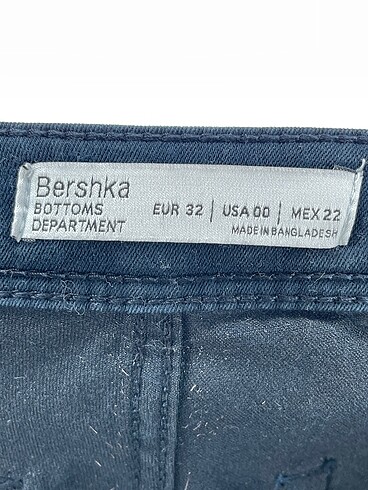 Bershka
BOTTOMS
DEPARTMENT
EUR 32 | USA 00 | MEX 22
MADE IN BANGLADESH